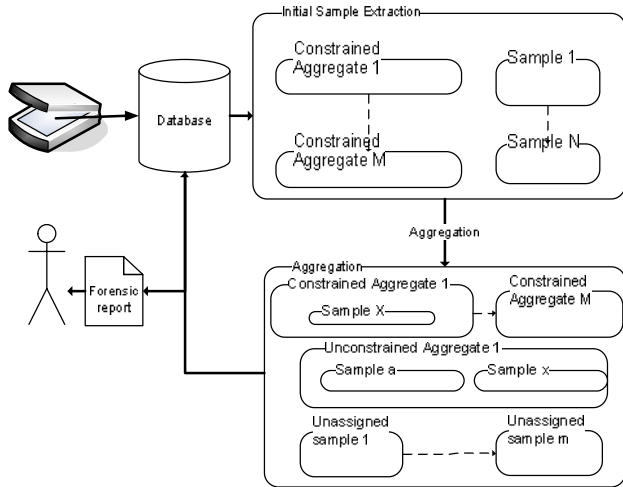 Initial Sample Extraction
Constrained
Aggregate 1
Sample 1
Database
Constrained
Aggregate M
Sample N
Aggregation
Aggregation
Constrained Aggregate 1
Constrained
Aggregate M
Sample X
Forensic
report
Unconstrained Aggregate 1
Sample a
Sample x
Unassigned
sample 1
Unassigned
sample m